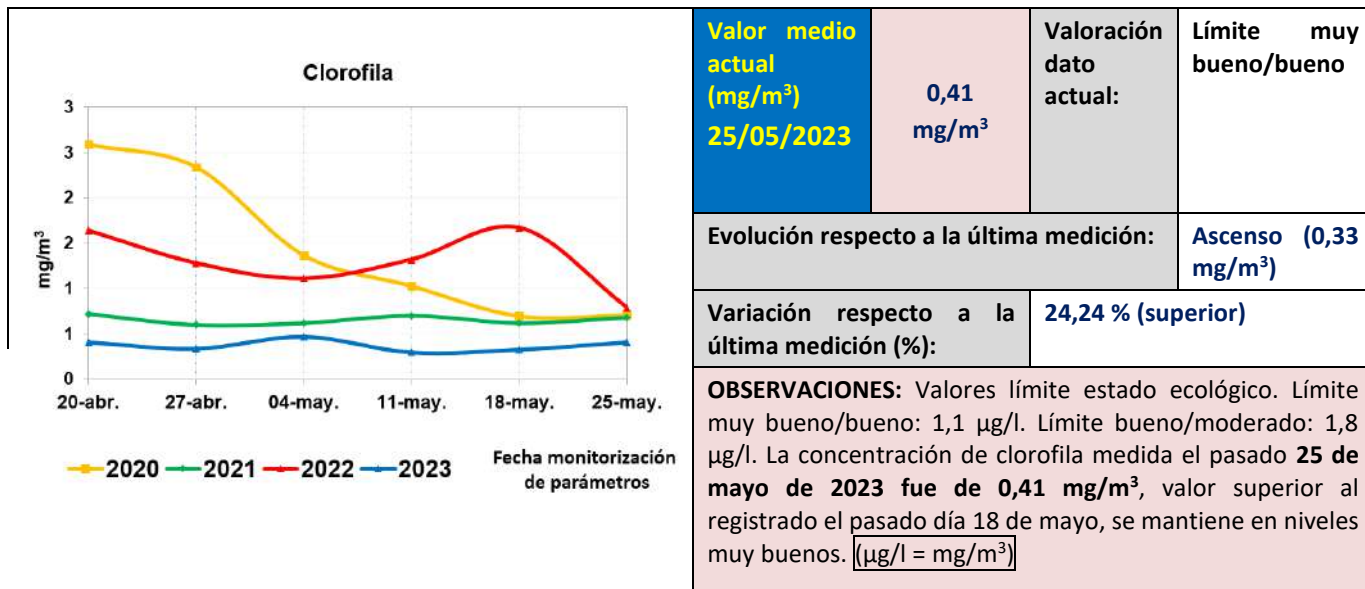 Clorofila
3
3
2
2
1
1
0
mg/m³
20-abr. 27-abr. 04-may. 11-may. 18-may. 25-may.
2020 2021 2022 2023
Fecha monitorización
de parámetros
Valor medio
actual
(mg/m³)
25/05/2023
0,41
mg/m³
Valoración
dato
actual:
Límite muy
bueno/bueno
Evolución respecto a la última medición:
Ascenso (0,33
mg/m³)
Variación respecto a la
última medición (%):
24,24 % (superior)
OBSERVACIONES: Valores límite estado ecológico. Límite
muy bueno/bueno: 1,1 µg/l. Límite bueno/moderado: 1,8
µg/l. La concentración de clorofila medida el pasado 25 de
mayo de 2023 fue de 0,41 mg/m³, valor superior al
registrado el pasado día 18 de mayo, se mantiene en niveles
muy buenos. (µg/l = mg/m³)